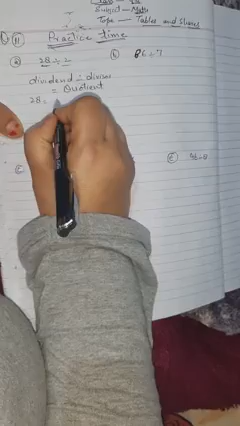 Subject — Maths
Topic — Tables and shares
Practice time
(a) 28 ÷ 2
(b) 86 ÷ 7
dividend ÷ divisor
= Quotient
28 ÷
(c)